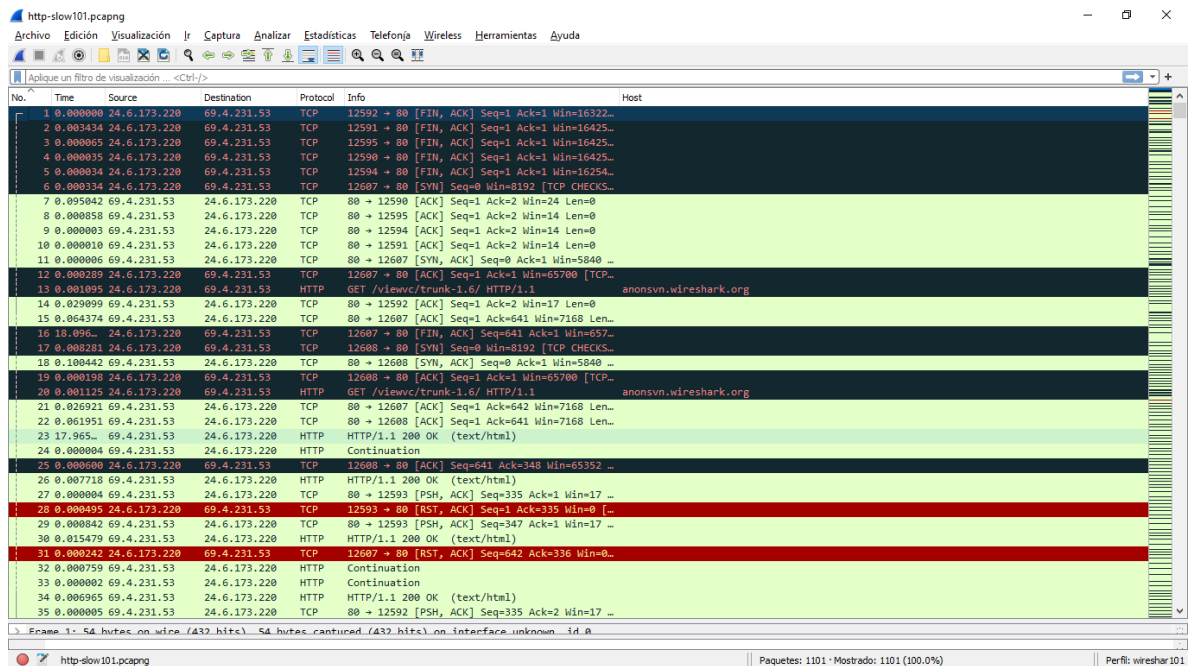 http-slow101.pcapng
Archivo Edición Visualización Ir Captura Analizar Estadísticas Telefonía Wireless Herramientas Ayuda
Aplique un filtro de visualización ... <Ctrl-/>
No. Time Source Destination Protocol Info Host
1 0.000000 24.6.173.220 69.4.231.53 TCP 12592 → 80 [FIN, ACK] Seq=1 Ack=1 Win=16322…
2 0.003434 24.6.173.220 69.4.231.53 TCP 12591 → 80 [FIN, ACK] Seq=1 Ack=1 Win=16425…
3 0.000065 24.6.173.220 69.4.231.53 TCP 12595 → 80 [FIN, ACK] Seq=1 Ack=1 Win=16425…
4 0.000035 24.6.173.220 69.4.231.53 TCP 12590 → 80 [FIN, ACK] Seq=1 Ack=1 Win=16425…
5 0.000034 24.6.173.220 69.4.231.53 TCP 12594 → 80 [FIN, ACK] Seq=1 Ack=1 Win=16254…
6 0.000334 24.6.173.220 69.4.231.53 TCP 12607 → 80 [SYN] Seq=0 Win=8192 [TCP CHECKS…
7 0.095042 69.4.231.53 24.6.173.220 TCP 80 → 12590 [ACK] Seq=1 Ack=2 Win=24 Len=0
8 0.000858 69.4.231.53 24.6.173.220 TCP 80 → 12595 [ACK] Seq=1 Ack=2 Win=14 Len=0
9 0.000003 69.4.231.53 24.6.173.220 TCP 80 → 12594 [ACK] Seq=1 Ack=2 Win=14 Len=0
10 0.000010 69.4.231.53 24.6.173.220 TCP 80 → 12591 [ACK] Seq=1 Ack=2 Win=14 Len=0
11 0.000006 69.4.231.53 24.6.173.220 TCP 80 → 12607 [SYN, ACK] Seq=0 Ack=1 Win=5840 …
12 0.000289 24.6.173.220 69.4.231.53 TCP 12607 → 80 [ACK] Seq=1 Ack=1 Win=65700 [TCP…
13 0.001095 24.6.173.220 69.4.231.53 HTTP GET /viewvc/trunk-1.6/ HTTP/1.1 anonsvn.wireshark.org
14 0.029099 69.4.231.53 24.6.173.220 TCP 80 → 12592 [ACK] Seq=1 Ack=2 Win=17 Len=0
15 0.064374 69.4.231.53 24.6.173.220 TCP 80 → 12607 [ACK] Seq=1 Ack=641 Win=7168 Len…
16 18.096… 24.6.173.220 69.4.231.53 TCP 12607 → 80 [FIN, ACK] Seq=641 Ack=1 Win=657…
17 0.008281 24.6.173.220 69.4.231.53 TCP 12608 → 80 [SYN] Seq=0 Win=8192 [TCP CHECKS…
18 0.100442 69.4.231.53 24.6.173.220 TCP 80 → 12608 [SYN, ACK] Seq=0 Ack=1 Win=5840 …
19 0.000198 24.6.173.220 69.4.231.53 TCP 12608 → 80 [ACK] Seq=1 Ack=1 Win=65700 [TCP…
20 0.001125 24.6.173.220 69.4.231.53 HTTP GET /viewvc/trunk-1.6/ HTTP/1.1 anonsvn.wireshark.org
21 0.026921 69.4.231.53 24.6.173.220 TCP 80 → 12607 [ACK] Seq=1 Ack=642 Win=7168 Len…
22 0.061951 69.4.231.53 24.6.173.220 TCP 80 → 12608 [ACK] Seq=1 Ack=641 Win=7168 Len…
23 17.965… 69.4.231.53 24.6.173.220 HTTP HTTP/1.1 200 OK (text/html)
24 0.000004 69.4.231.53 24.6.173.220 HTTP Continuation
25 0.000600 24.6.173.220 69.4.231.53 TCP 12608 → 80 [ACK] Seq=641 Ack=348 Win=65352 …
26 0.007718 69.4.231.53 24.6.173.220 HTTP HTTP/1.1 200 OK (text/html)
27 0.000004 69.4.231.53 24.6.173.220 TCP 80 → 12593 [PSH, ACK] Seq=335 Ack=1 Win=17 …
28 0.000495 24.6.173.220 69.4.231.53 TCP 12593 → 80 [RST, ACK] Seq=1 Ack=335 Win=0 […
29 0.000842 69.4.231.53 24.6.173.220 TCP 80 → 12593 [PSH, ACK] Seq=347 Ack=1 Win=17 …
30 0.015479 69.4.231.53 24.6.173.220 HTTP HTTP/1.1 200 OK (text/html)
31 0.000242 24.6.173.220 69.4.231.53 TCP 12607 → 80 [RST, ACK] Seq=642 Ack=336 Win=0…
32 0.000759 69.4.231.53 24.6.173.220 HTTP Continuation
33 0.000002 69.4.231.53 24.6.173.220 HTTP Continuation
34 0.006965 69.4.231.53 24.6.173.220 HTTP HTTP/1.1 200 OK (text/html)
35 0.000005 69.4.231.53 24.6.173.220 TCP 80 → 12592 [PSH, ACK] Seq=335 Ack=2 Win=17 …
Frame 1: 54 bytes on wire (432 bits), 54 bytes captured (432 bits) on interface unknown, id 0
http-slow101.pcapng Paquetes: 1101 · Mostrado: 1101 (100.0%) Perfil: wireshar101